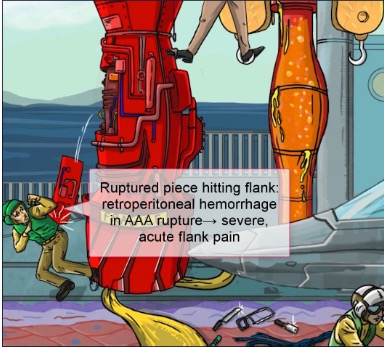 Ruptured piece hitting flank:
retroperitoneal hemorrhage
in AAA rupture→ severe,
acute flank pain